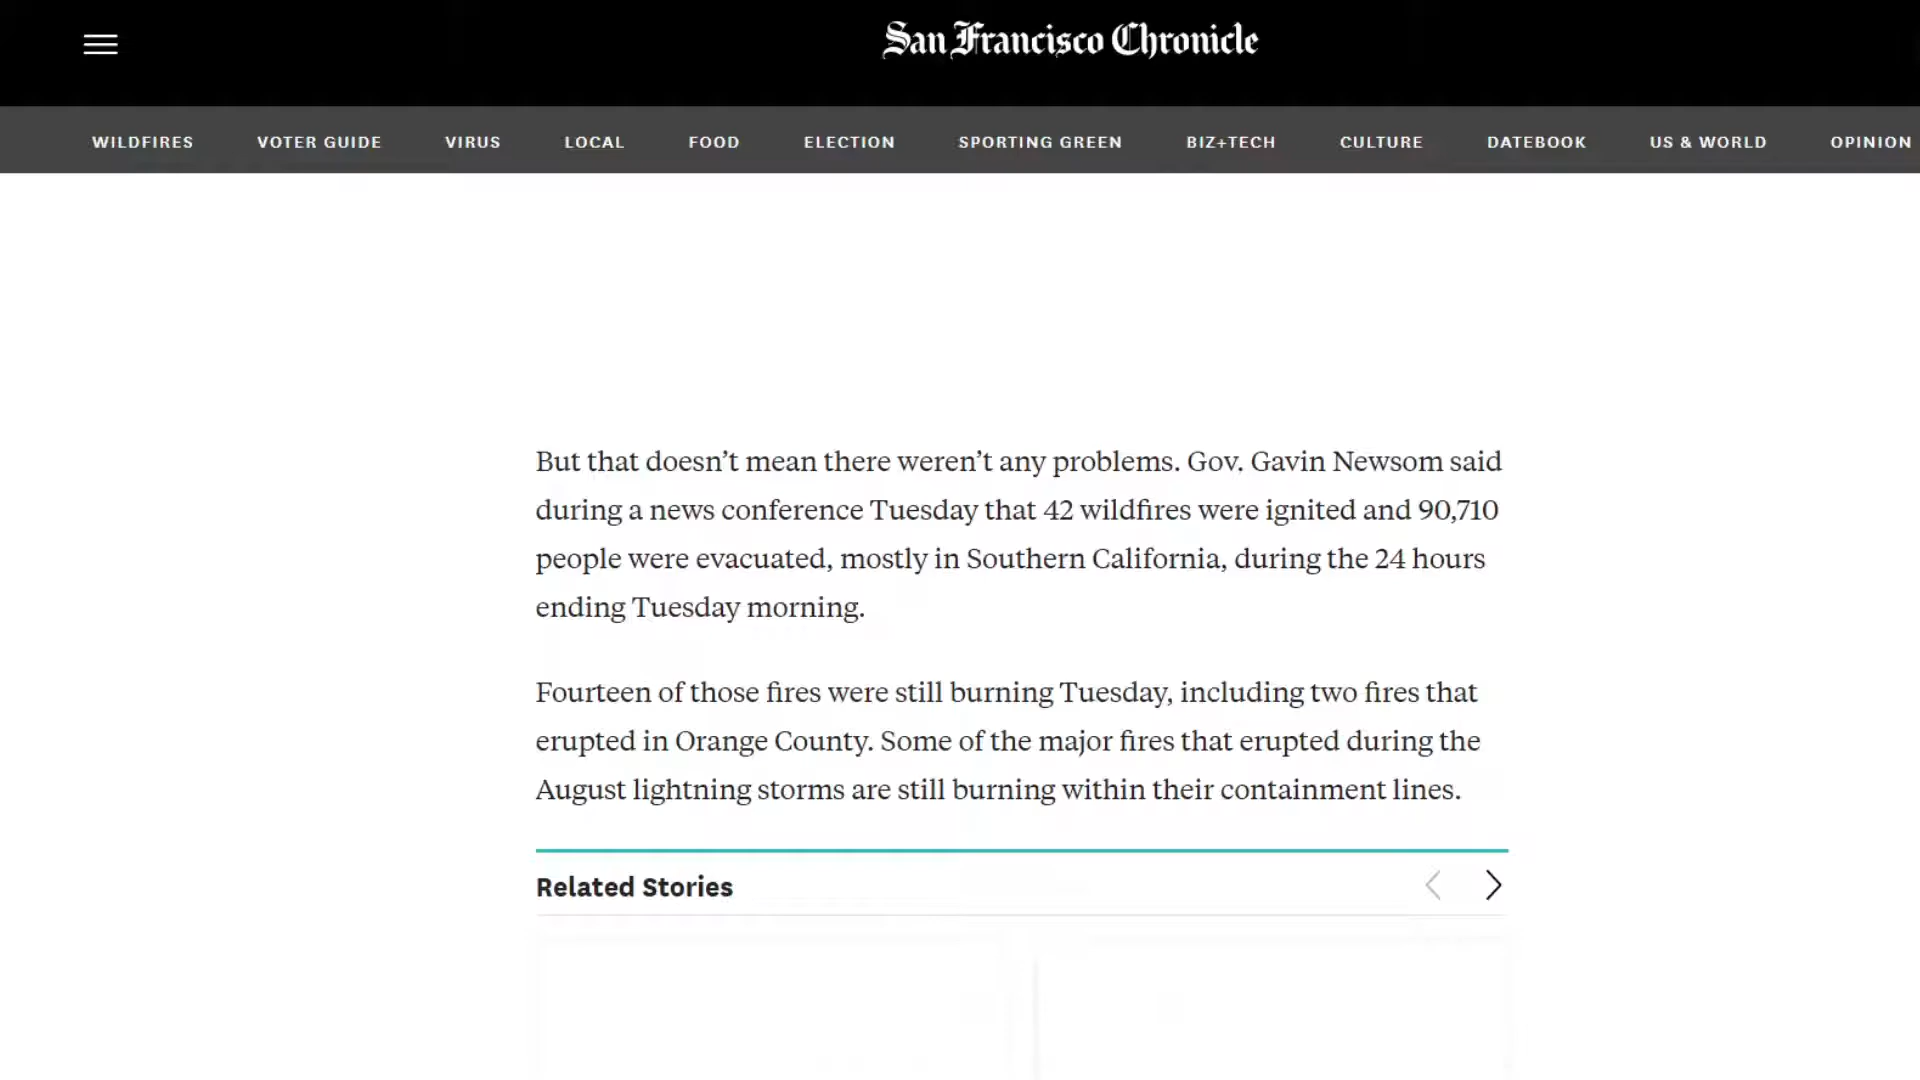 San Francisco Chronicle
WILDFIRES VOTER GUIDE VIRUS LOCAL FOOD ELECTION SPORTING GREEN BIZ+TECH CULTURE DATEBOOK US & WORLD OPINION
But that doesn’t mean there weren’t any problems. Gov. Gavin Newsom said
during a news conference Tuesday that 42 wildfires were ignited and 90,710
people were evacuated, mostly in Southern California, during the 24 hours
ending Tuesday morning.
Fourteen of those fires were still burning Tuesday, including two fires that
erupted in Orange County. Some of the major fires that erupted during the
August lightning storms are still burning within their containment lines.
Related Stories